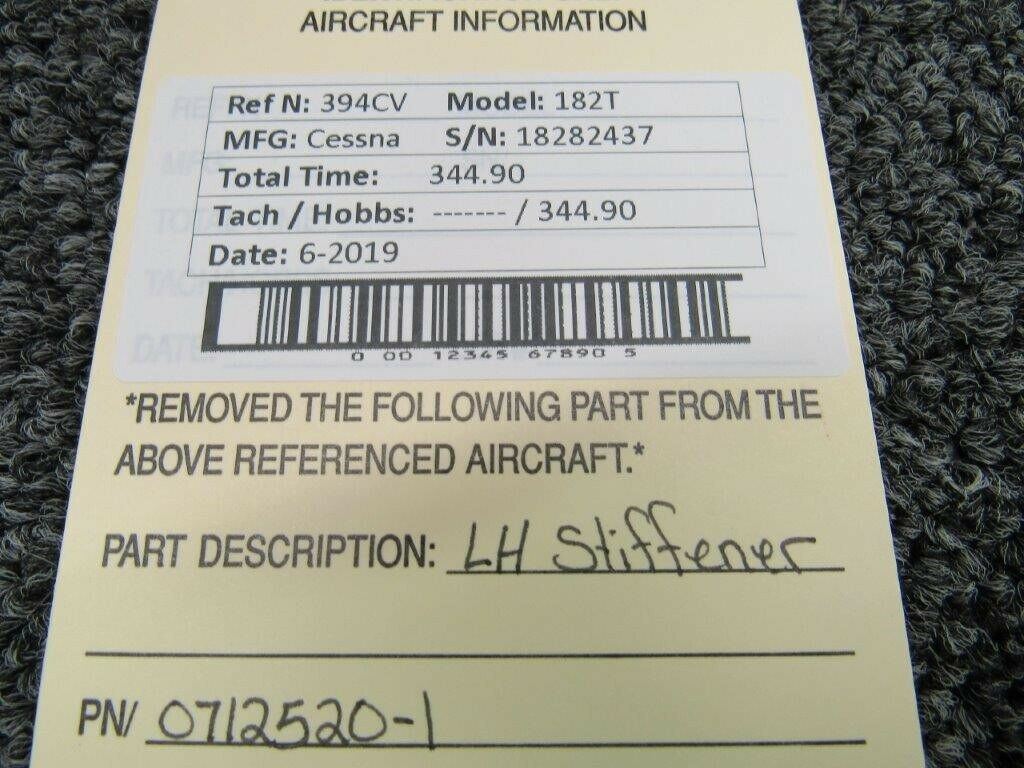 AIRCRAFT INFORMATION
Ref N: 394CV Model: 182T
MFG: Cessna S/N: 18282437
Total Time: 344.90
Tach / Hobbs: ------- / 344.90
Date: 6-2019
0 00 12345 67890 5
*REMOVED THE FOLLOWING PART FROM THE
ABOVE REFERENCED AIRCRAFT.*
PART DESCRIPTION: LH Stiffener
PN/ 0712520-1